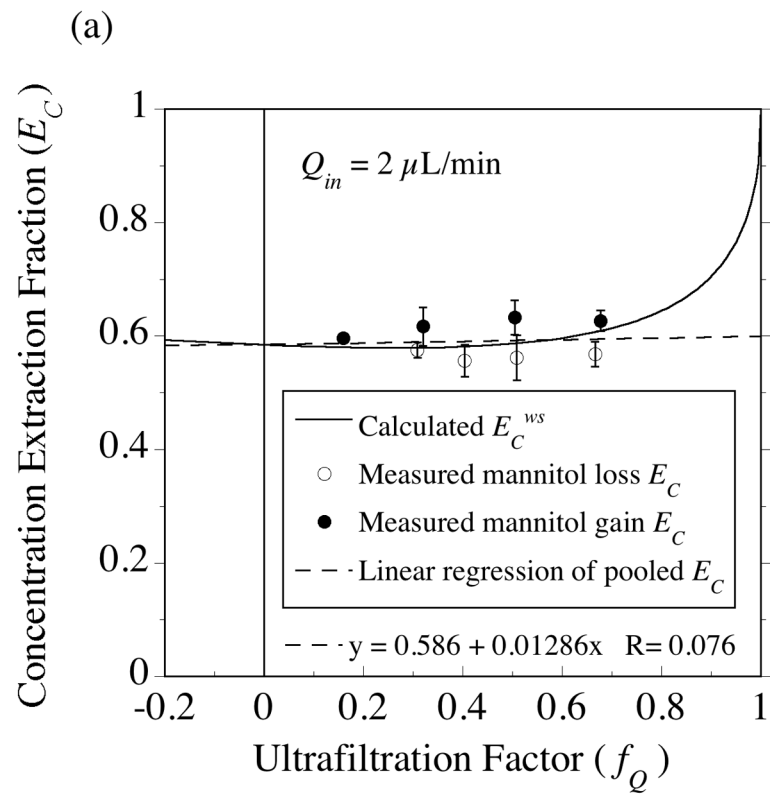 (a)
Concentration Extraction Fraction (E_C)
1
0.8
0.6
0.4
0.2
0
Q_in = 2 µL/min
Calculated E_C^ws
Measured mannitol loss E_C
Measured mannitol gain E_C
Linear regression of pooled E_C
y = 0.586 + 0.01286x R= 0.076
-0.2 0 0.2 0.4 0.6 0.8 1
Ultrafiltration Factor (f_Q)